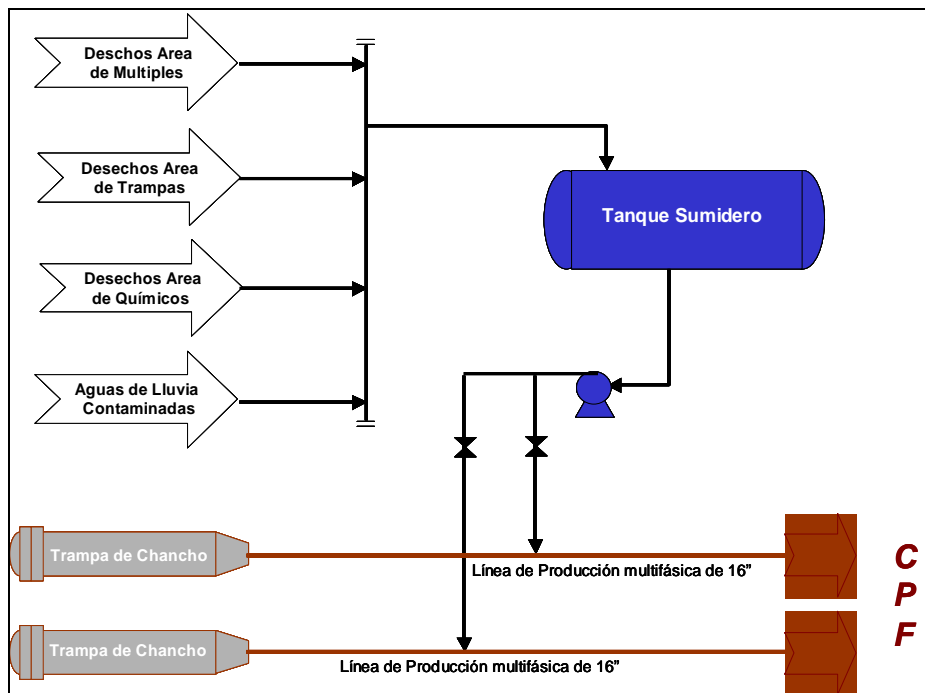 Deschos Area
de Multiples
Desechos Area
de Trampas
Desechos Area
de Químicos
Aguas de Lluvia
Contaminadas
Tanque Sumidero
Trampa de Chancho
Línea de Producción multifásica de 16”
Trampa de Chancho
Línea de Producción multifásica de 16”
C
P
F